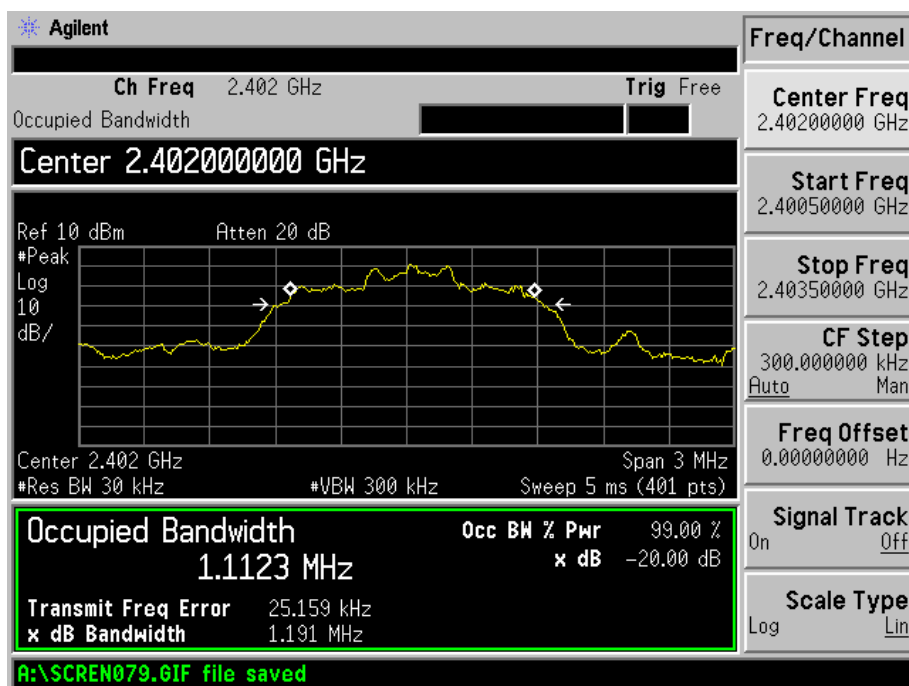 Agilent
Ch Freq 2.402 GHz Trig Free
Occupied Bandwidth
Center 2.402000000 GHz
Ref 10 dBm Atten 20 dB
#Peak
Log
10
dB/
Center 2.402 GHz Span 3 MHz
#Res BW 30 kHz #VBW 300 kHz Sweep 5 ms (401 pts)
Occupied Bandwidth
1.1123 MHz
Occ BW % Pwr 99.00 %
x dB -20.00 dB
Transmit Freq Error 25.159 kHz
x dB Bandwidth 1.191 MHz
A:\SCREN079.GIF file saved
Freq/Channel
Center Freq
2.40200000 GHz
Start Freq
2.40050000 GHz
Stop Freq
2.40350000 GHz
CF Step
300.000000 kHz
Auto Man
Freq Offset
0.00000000 Hz
Signal Track
On Off
Scale Type
Log Lin